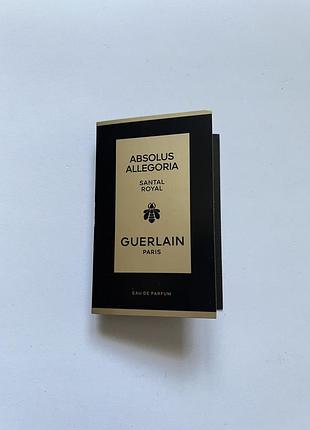 ABSOLUS
ALLEGORIA
SANTAL
ROYAL
GUERLAIN
PARIS
EAU DE PARFUM